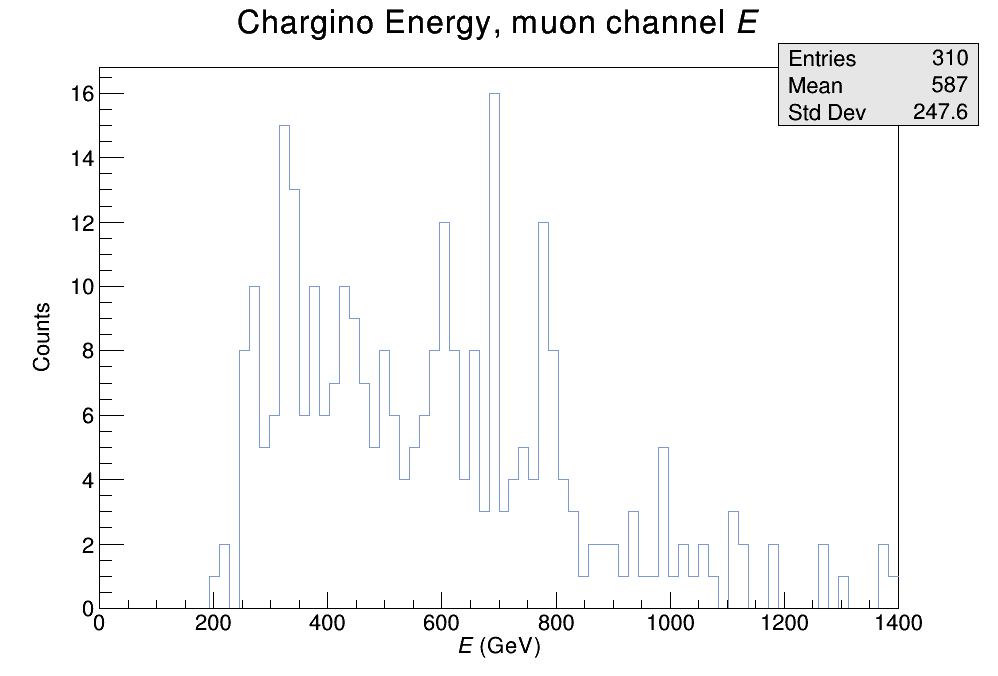 Chargino Energy, muon channel E
Entries 310
Mean 587
Std Dev 247.6
16
14
12
10
8
6
4
2
0
Counts
0 200 400 600 800 1000 1200 1400
E (GeV)